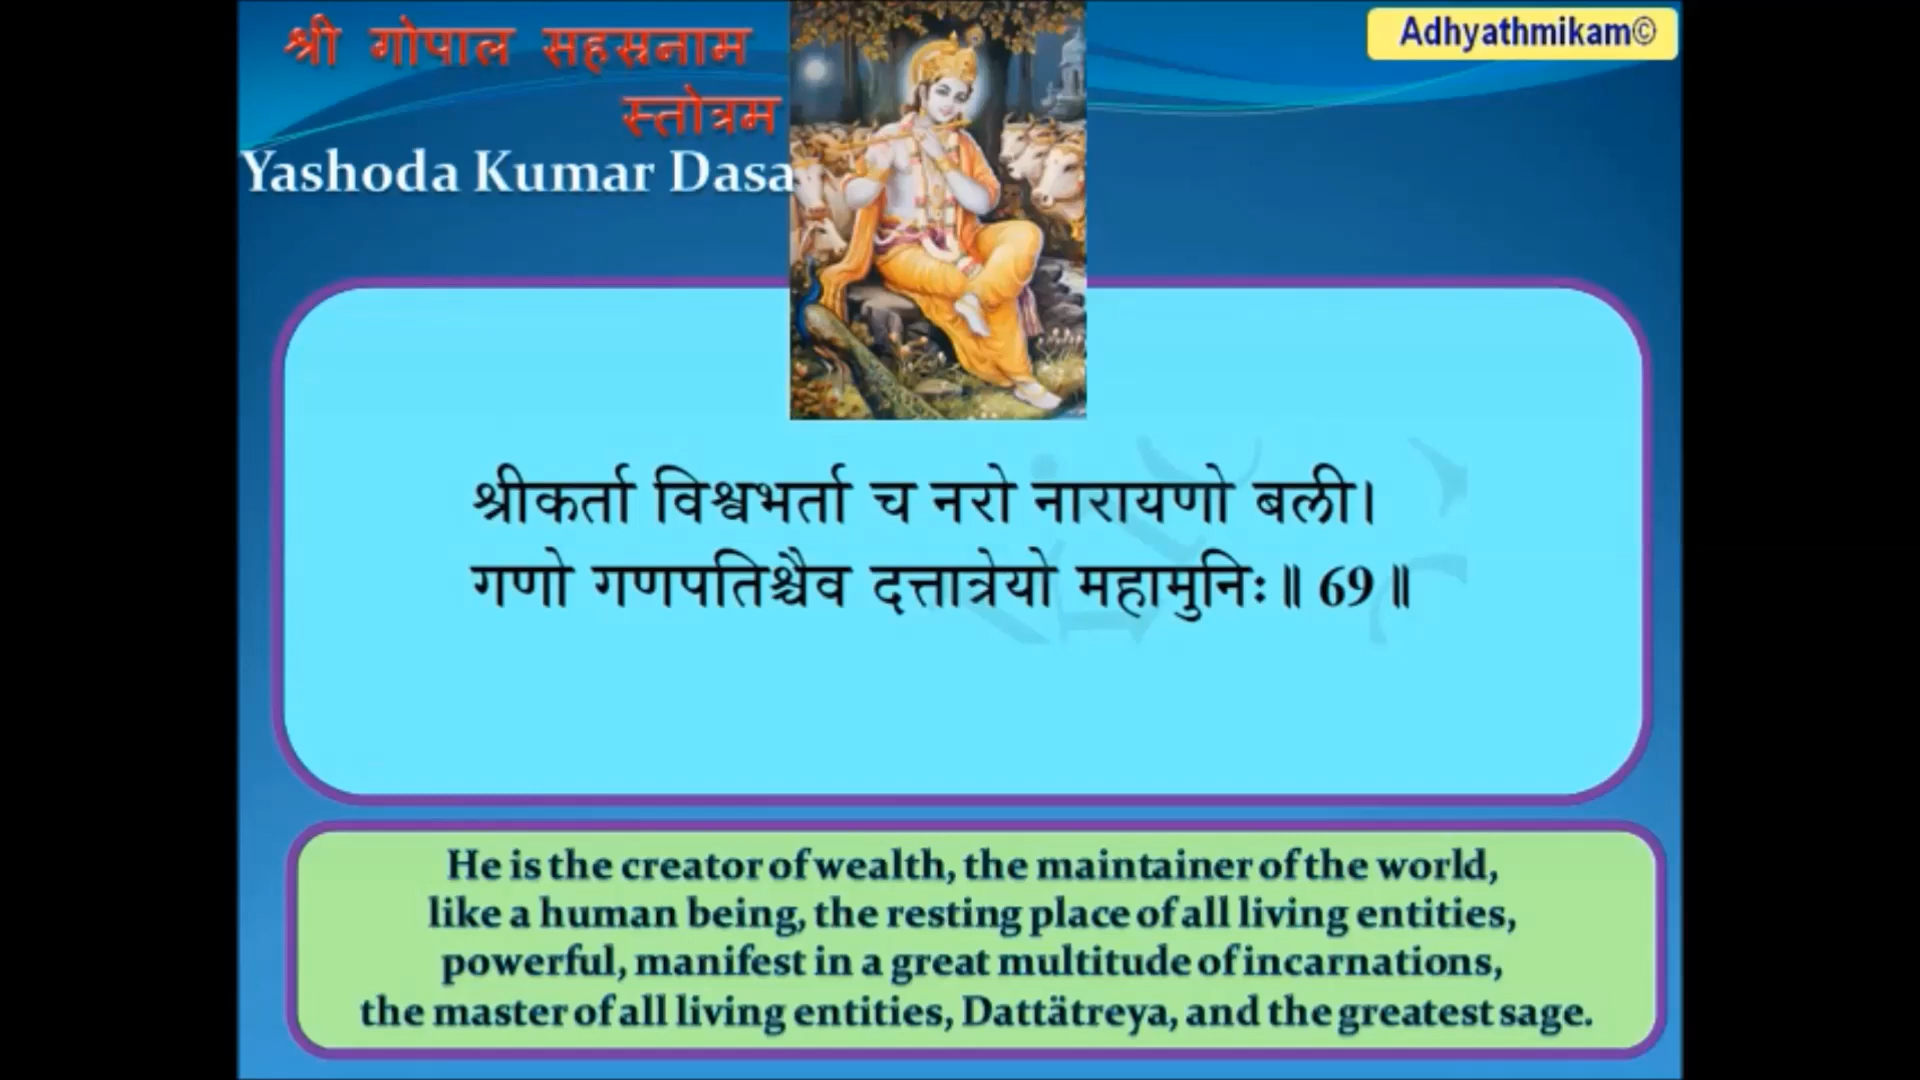 श्री गोपाल सहस्रनाम
स्तोत्रम
Yashoda Kumar Dasa
Adhyathmikam©
श्रीकर्ता विश्वभर्ता च नरो नारायणो बली।
गणो गणपतिश्चैव दत्तात्रेयो महामुनिः॥ 69॥
He is the creator of wealth, the maintainer of the world,
like a human being, the resting place of all living entities,
powerful, manifest in a great multitude of incarnations,
the master of all living entities, Dattätreya, and the greatest sage.